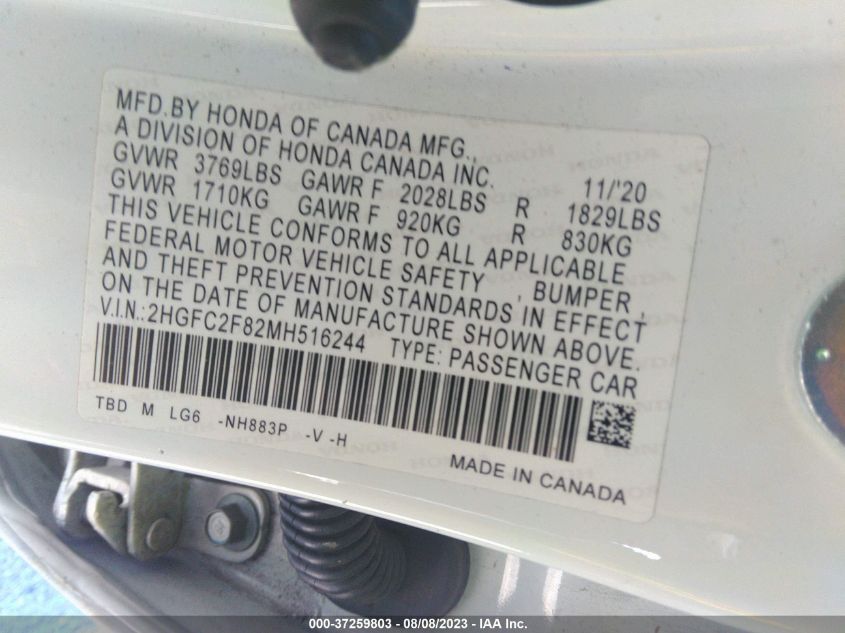 MFD.BY HONDA OF CANADA MFG.,
A DIVISION OF HONDA CANADA INC. 11/'20
GVWR 3769LBS GAWR F 2028LBS R 1829LBS
GVWR 1710KG GAWR F 920KG R 830KG
THIS VEHICLE CONFORMS TO ALL APPLICABLE
FEDERAL MOTOR VEHICLE SAFETY , BUMPER ,
AND THEFT PREVENTION STANDARDS IN EFFECT
ON THE DATE OF MANUFACTURE SHOWN ABOVE.
V.I.N.:2HGFC2F82MH516244 TYPE: PASSENGER CAR
TBD M LG6 -NH883P -V -H
MADE IN CANADA
000-37259803 - 08/08/2023 - IAA Inc.